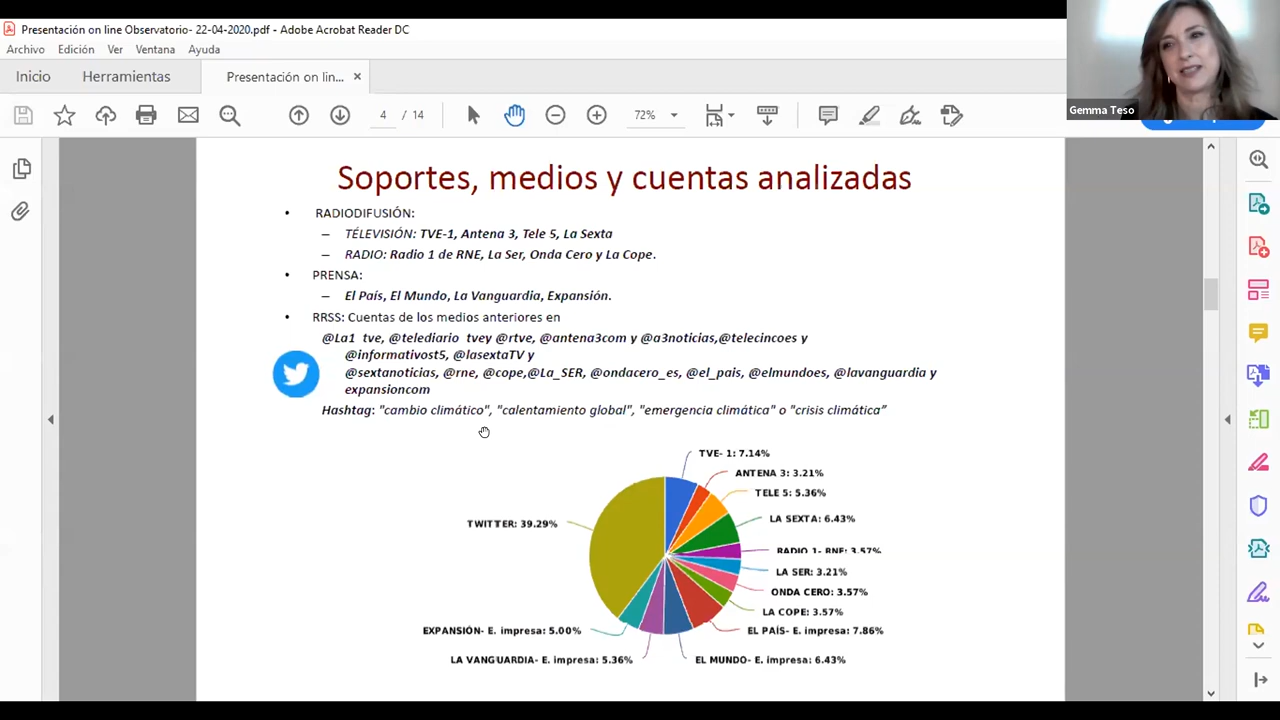 Presentación on line Observatorio- 22-04-2020.pdf - Adobe Acrobat Reader DC
Archivo Edición Ver Ventana Ayuda
Inicio Herramientas Presentación on lin... ×
4 / 14 72%
Gemma Teso
Soportes, medios y cuentas analizadas
• RADIODIFUSIÓN:
– TÉLEVISIÓN: TVE-1, Antena 3, Tele 5, La Sexta
– RADIO: Radio 1 de RNE, La Ser, Onda Cero y La Cope.
• PRENSA:
– El País, El Mundo, La Vanguardia, Expansión.
• RRSS: Cuentas de los medios anteriores en
@La1 tve, @telediario tvey @rtve, @antena3com y @a3noticias,@telecincoes y
@informativost5, @lasextaTV y
@sextanoticias, @rne, @cope,@La_SER, @ondacero_es, @el_pais, @elmundoes, @lavanguardia y
expansioncom
Hashtag: "cambio climático", "calentamiento global", "emergencia climática" o "crisis climática”
TVE- 1: 7.14%
ANTENA 3: 3.21%
TELE 5: 5.36%
LA SEXTA: 6.43%
TWITTER: 39.29%
RADIO 1- RNE: 3.57%
LA SER: 3.21%
ONDA CERO: 3.57%
LA COPE: 3.57%
EXPANSIÓN- E. impresa: 5.00%
EL PAÍS- E. impresa: 7.86%
LA VANGUARDIA- E. impresa: 5.36%
EL MUNDO- E. impresa: 6.43%